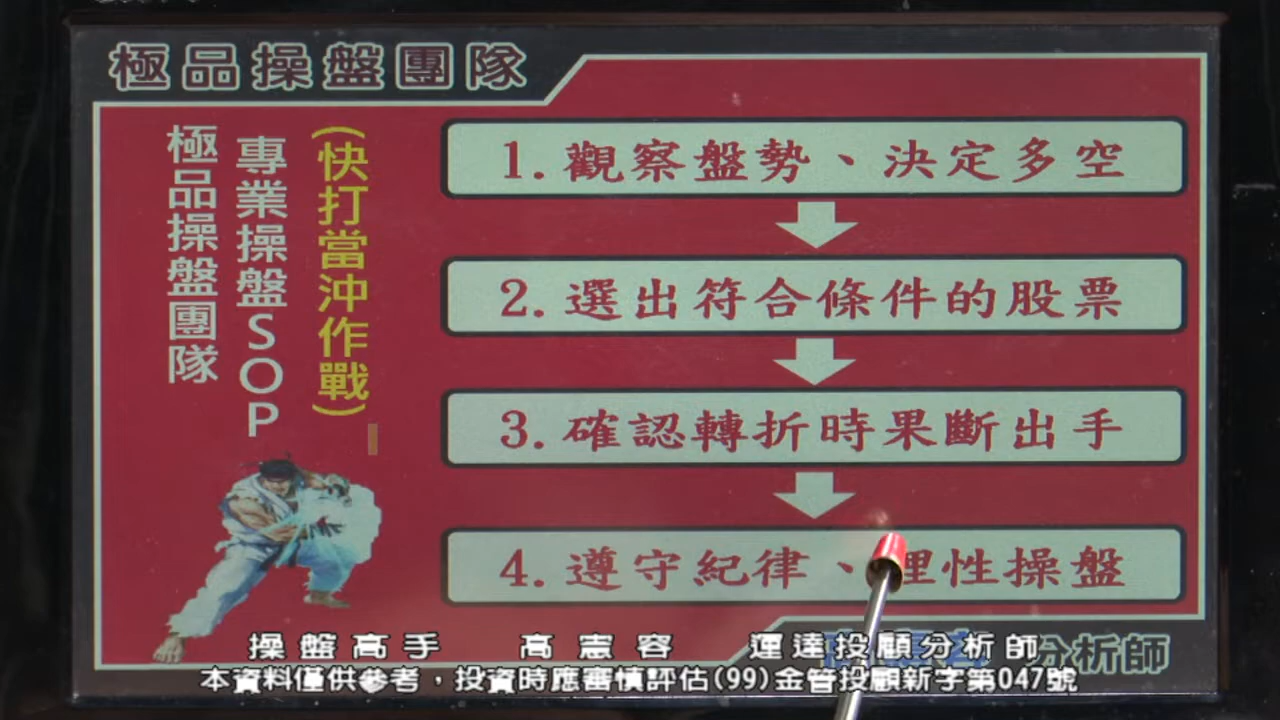 極品操盤團隊
(快打當沖作戰)
專業操盤SOP
極品操盤團隊
1.觀察盤勢、決定多空
2.選出符合條件的股票
3.確認轉折時果斷出手
4.遵守紀律、理性操盤
分析師
操盤高手 高憲容 運達投顧分析師
本資料僅供參考,投資時應審慎評估(99)金管投顧新字第047號